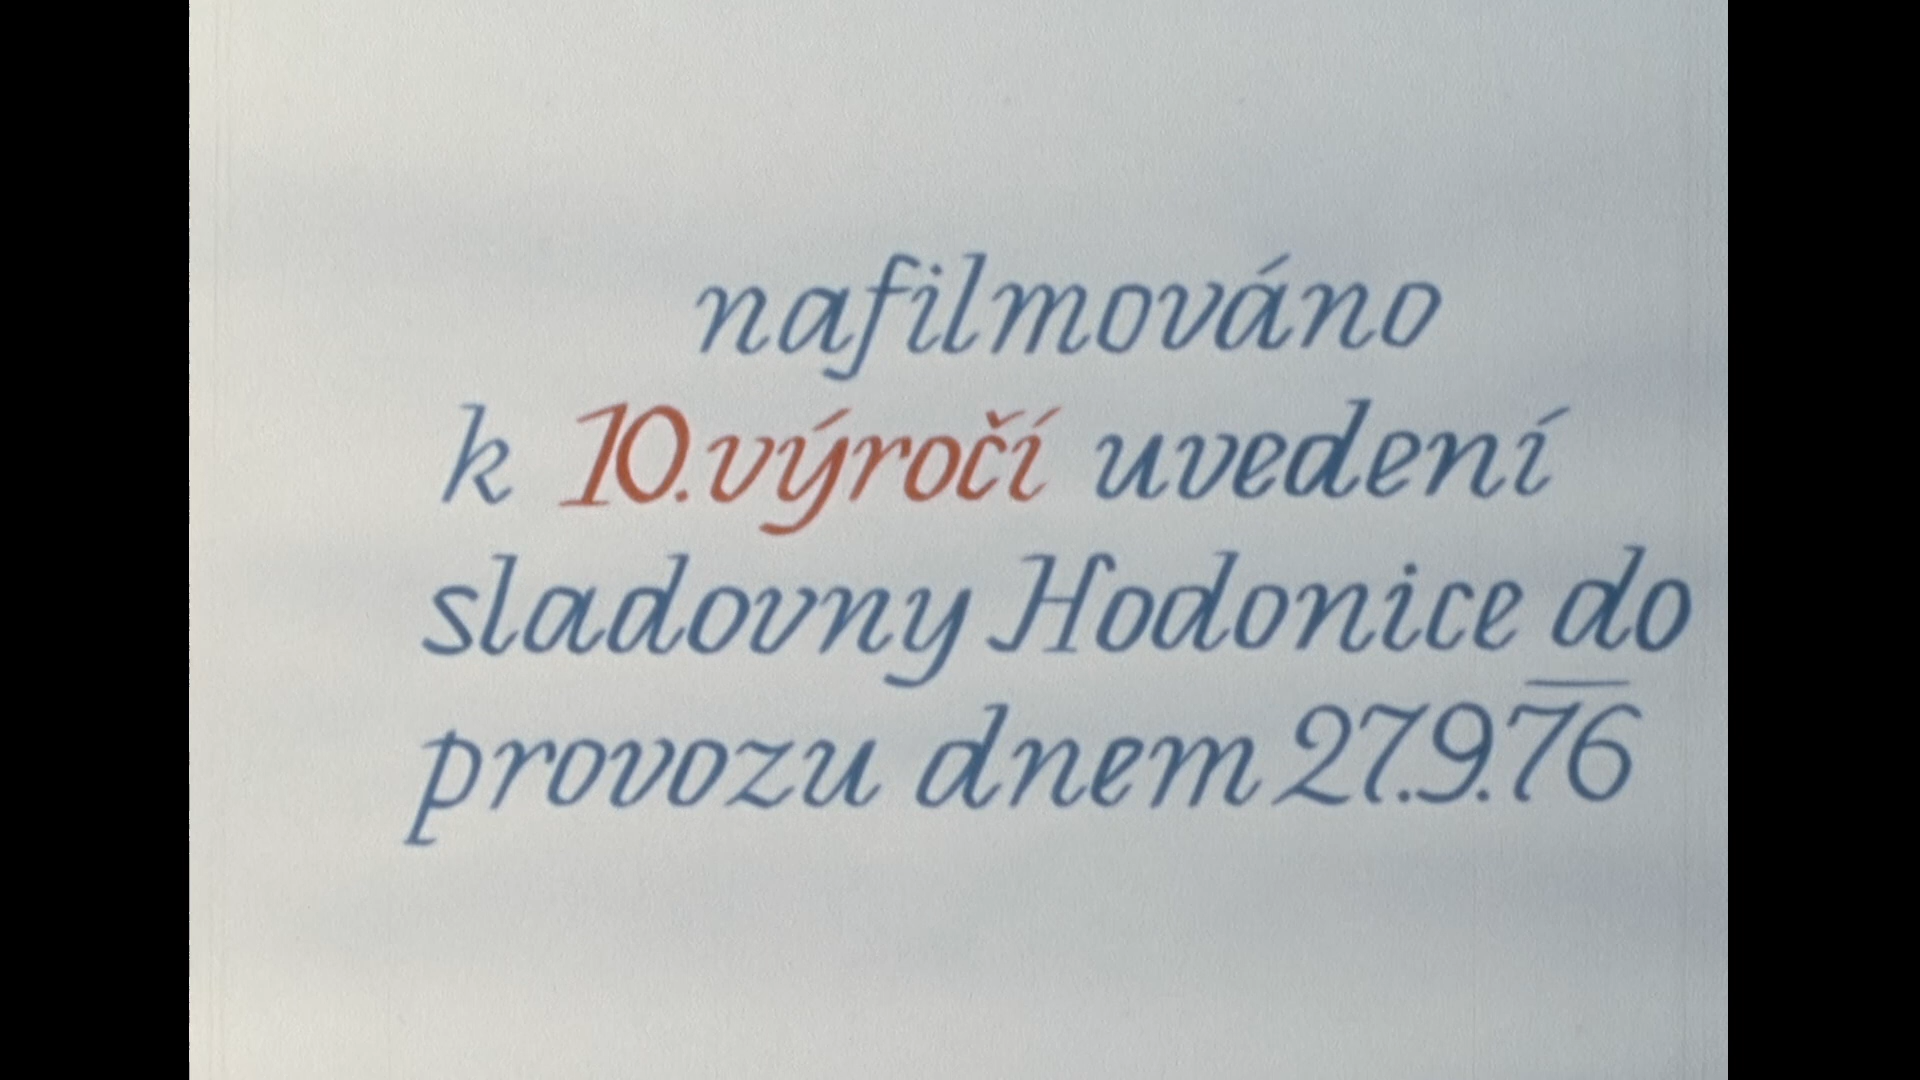 nafilmováno
k 10. výročí uvedení
sladovny Hodonice do
provozu dnem 27.9.76